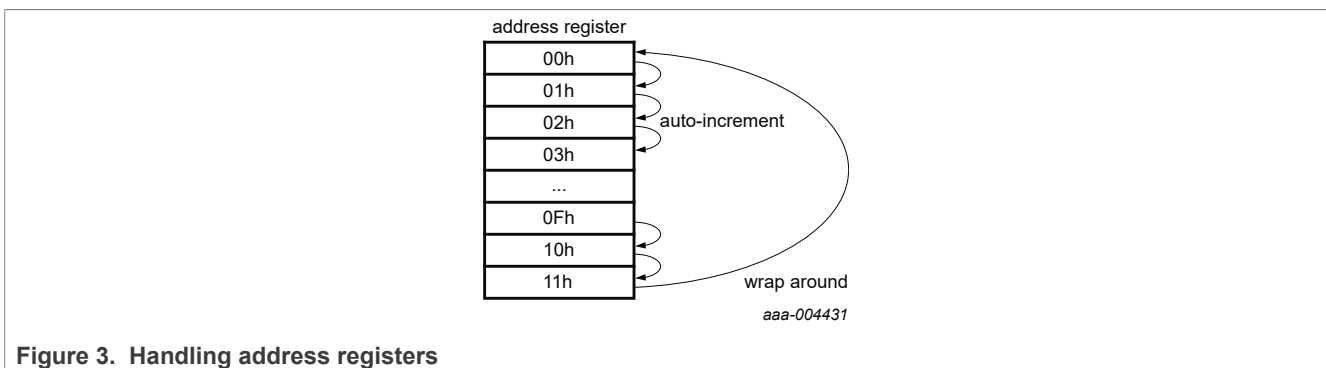 address register
00h
01h
02h
auto-increment
03h
...
0Fh
10h
11h
wrap around
aaa-004431
Figure 3. Handling address registers